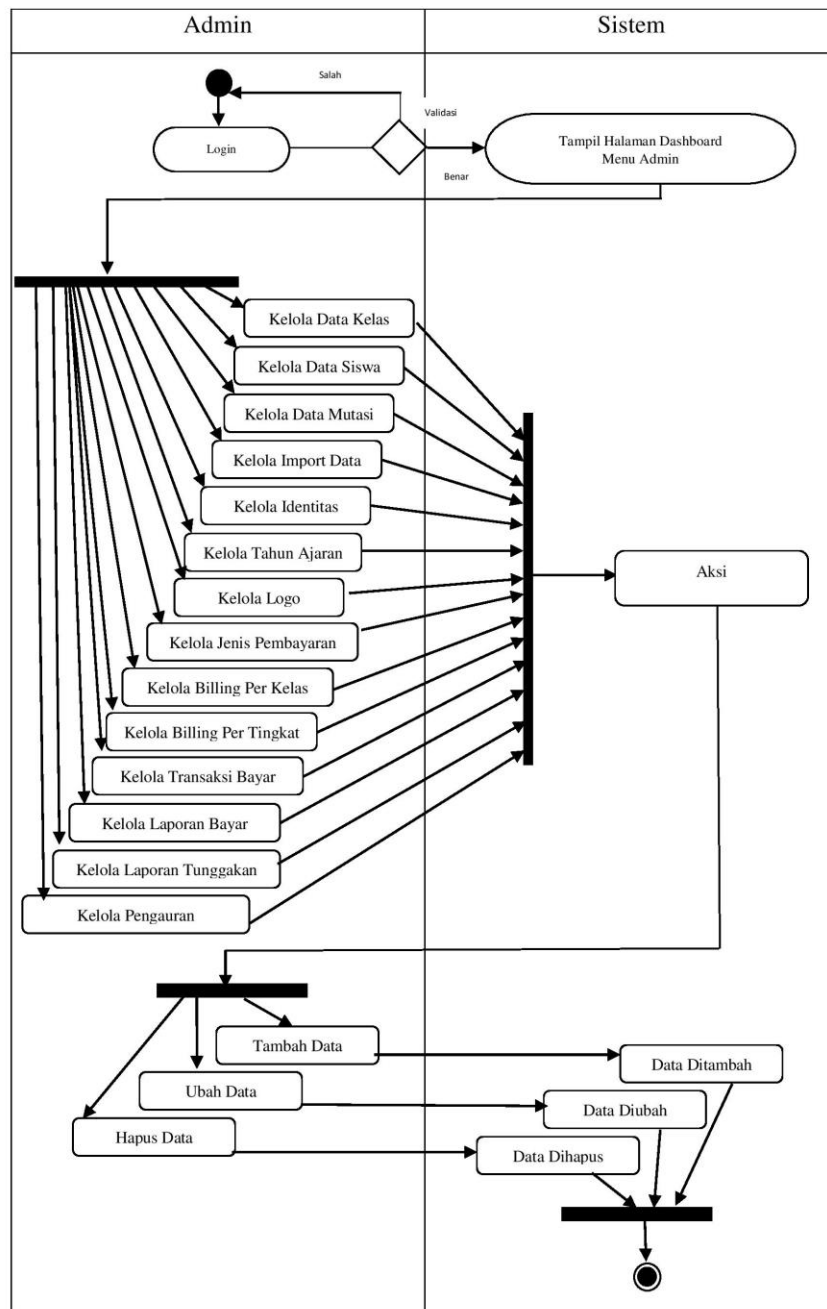 Admin
Sistem
Salah
Validasi
Login
Tampil Halaman Dashboard
Menu Admin
Benar
Kelola Data Kelas
Kelola Data Siswa
Kelola Data Mutasi
Kelola Import Data
Kelola Identitas
Kelola Tahun Ajaran
Aksi
Kelola Logo
Kelola Jenis Pembayaran
Kelola Billing Per Kelas
Kelola Billing Per Tingkat
Kelola Transaksi Bayar
Kelola Laporan Bayar
Kelola Laporan Tunggakan
Kelola Pengauran
Tambah Data
Data Ditambah
Ubah Data
Data Diubah
Hapus Data
Data Dihapus